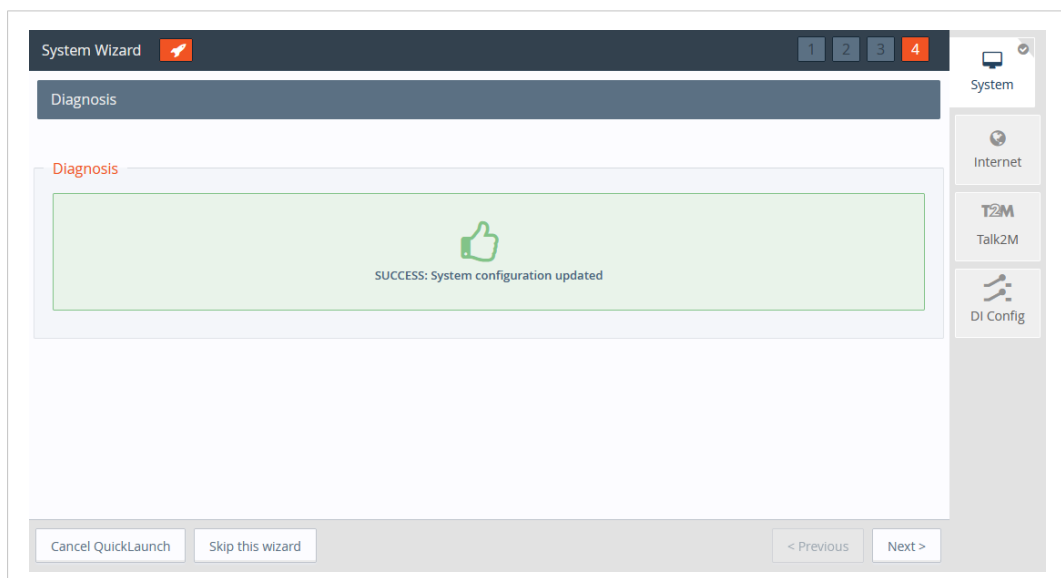 System Wizard
1 2 3 4
Diagnosis
Diagnosis
SUCCESS: System configuration updated
Cancel QuickLaunch
Skip this wizard
< Previous
Next >
System
Internet
T2M
Talk2M
DI Config